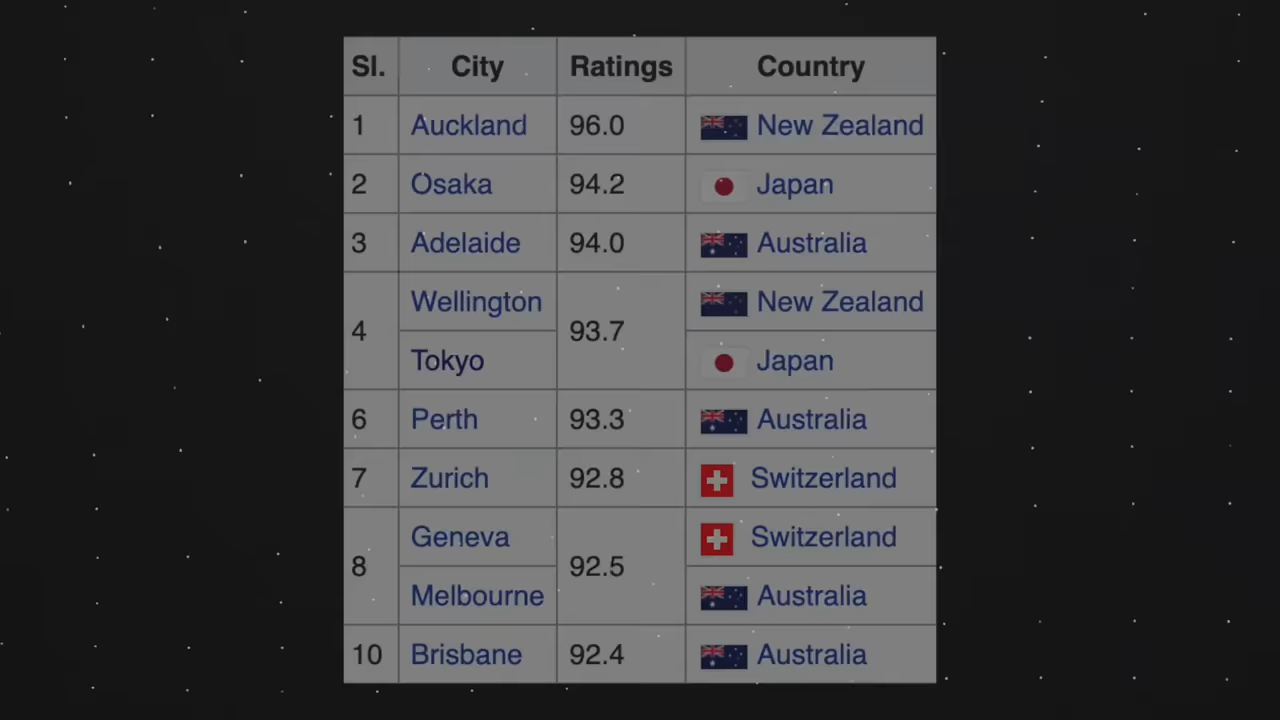 Sl. City Ratings Country
1 Auckland 96.0 New Zealand
2 Osaka 94.2 Japan
3 Adelaide 94.0 Australia
4 Wellington 93.7 New Zealand
Tokyo Japan
6 Perth 93.3 Australia
7 Zurich 92.8 Switzerland
8 Geneva 92.5 Switzerland
Melbourne Australia
10 Brisbane 92.4 Australia